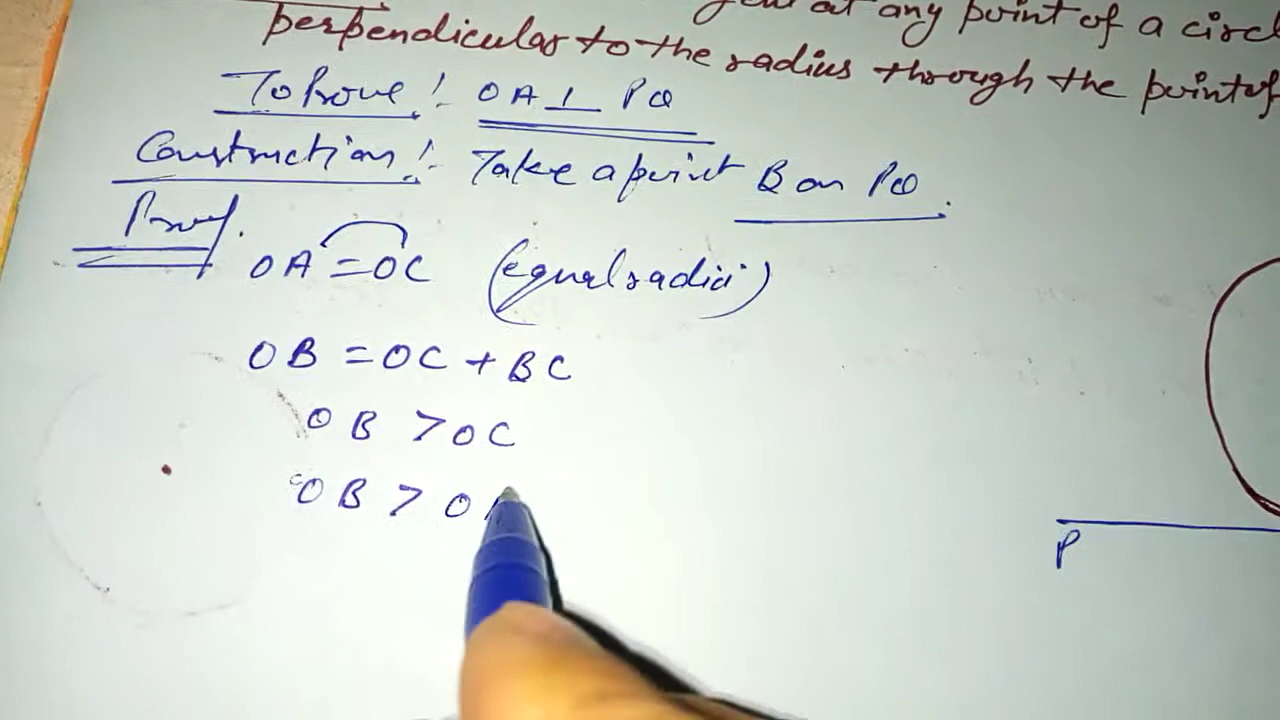 at any point of a circl
perpendicular to the radius through the point of
To Prove :- OA ⊥ PQ
Construction :- Take a point B on PQ.
Proof.
OA = OC (equal radii)
OB = OC + BC
OB > OC
OB > O
P